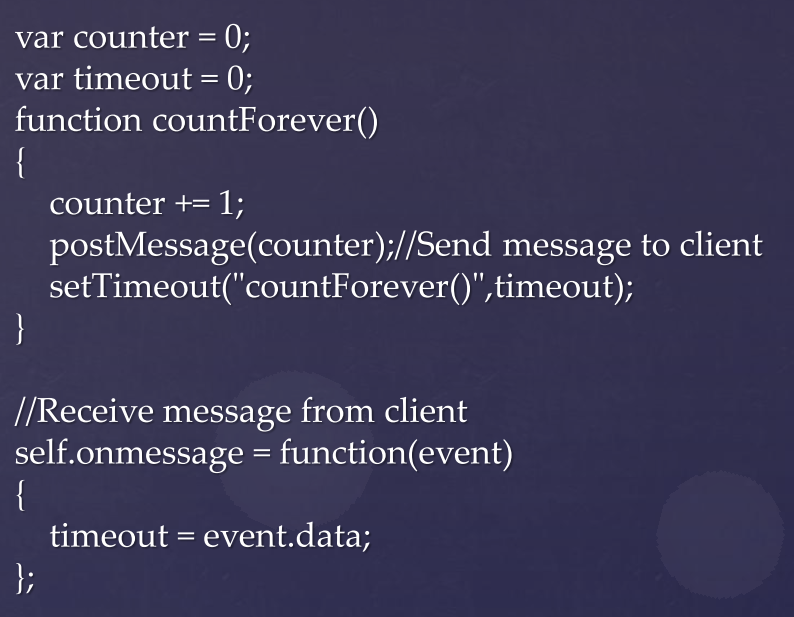 var counter = 0;
var timeout = 0;
function countForever()
{
counter += 1;
postMessage(counter);//Send message to client
setTimeout("countForever()",timeout);
}
//Receive message from client
self.onmessage = function(event)
{
timeout = event.data;
};